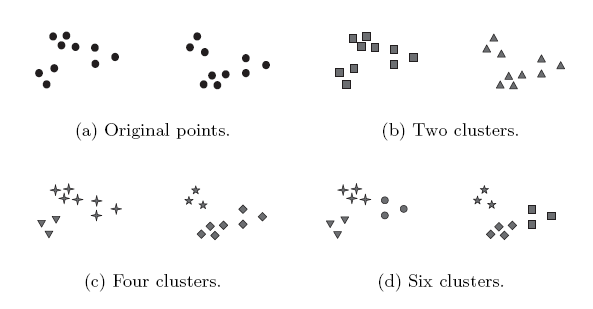 (a) Original points.
(b) Two clusters.
(c) Four clusters.
(d) Six clusters.